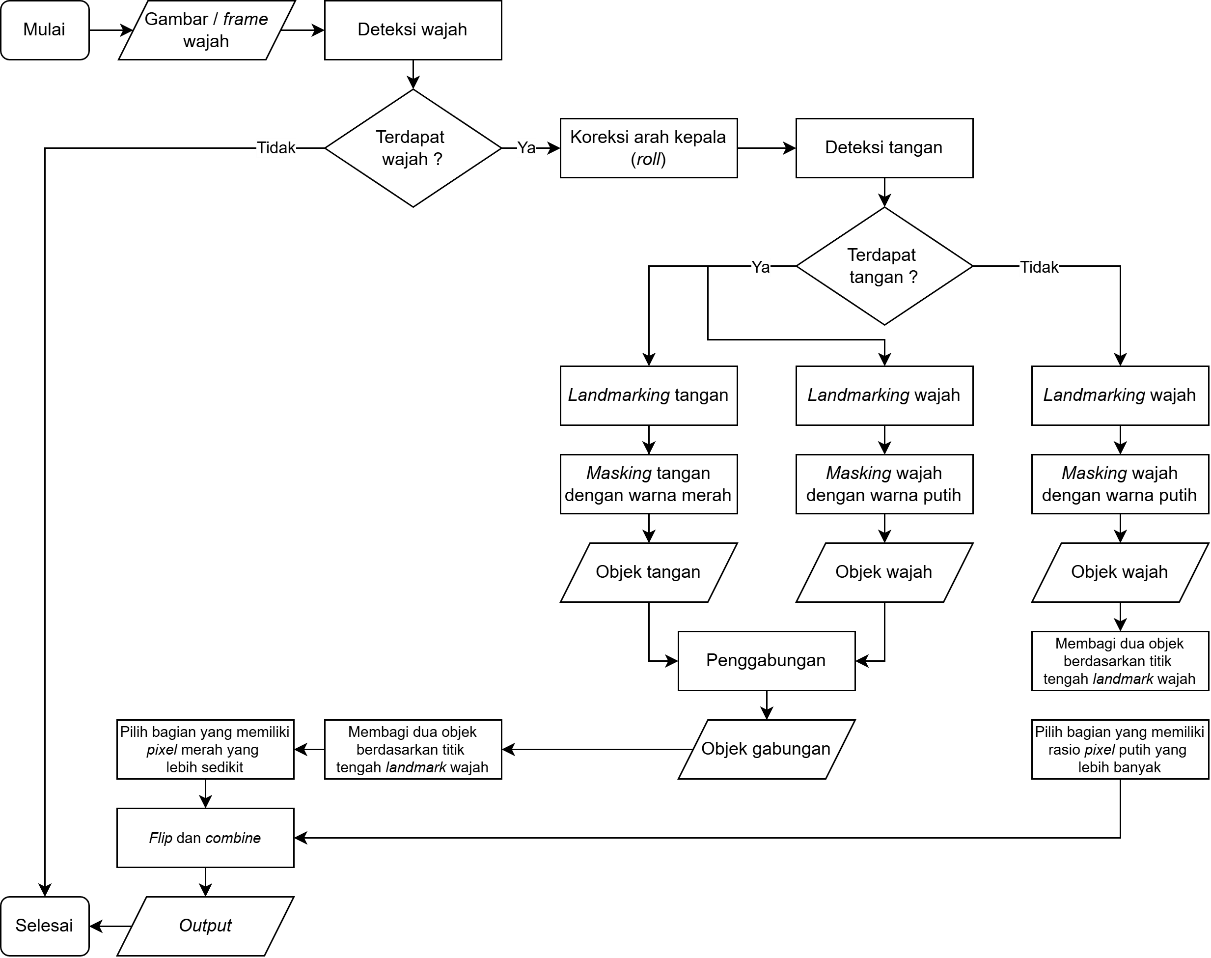 Mulai
Gambar / frame
wajah
Deteksi wajah
Terdapat
wajah ?
Tidak
Ya
Koreksi arah kepala
(roll)
Deteksi tangan
Terdapat
tangan ?
Ya
Tidak
Landmarking tangan
Landmarking wajah
Landmarking wajah
Masking tangan
dengan warna merah
Masking wajah
dengan warna putih
Masking wajah
dengan warna putih
Objek tangan
Objek wajah
Objek wajah
Penggabungan
Membagi dua objek
berdasarkan titik
tengah landmark wajah
Pilih bagian yang memiliki
pixel merah yang
lebih sedikit
Membagi dua objek
berdasarkan titik
tengah landmark wajah
Objek gabungan
Pilih bagian yang memiliki
rasio pixel putih yang
lebih banyak
Flip dan combine
Selesai
Output